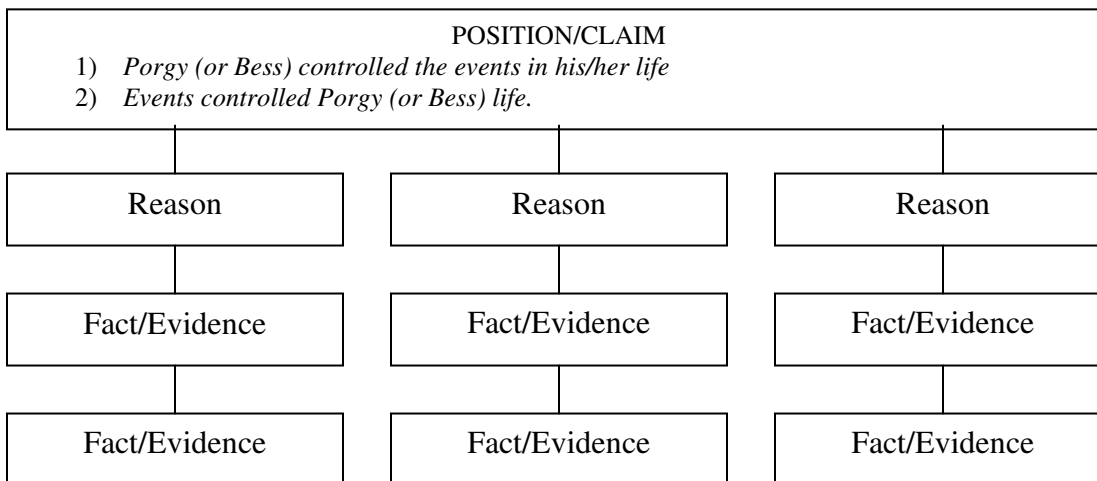 POSITION/CLAIM
1) Porgy (or Bess) controlled the events in his/her life
2) Events controlled Porgy (or Bess) life.
Reason Reason Reason
Fact/Evidence Fact/Evidence Fact/Evidence
Fact/Evidence Fact/Evidence Fact/Evidence